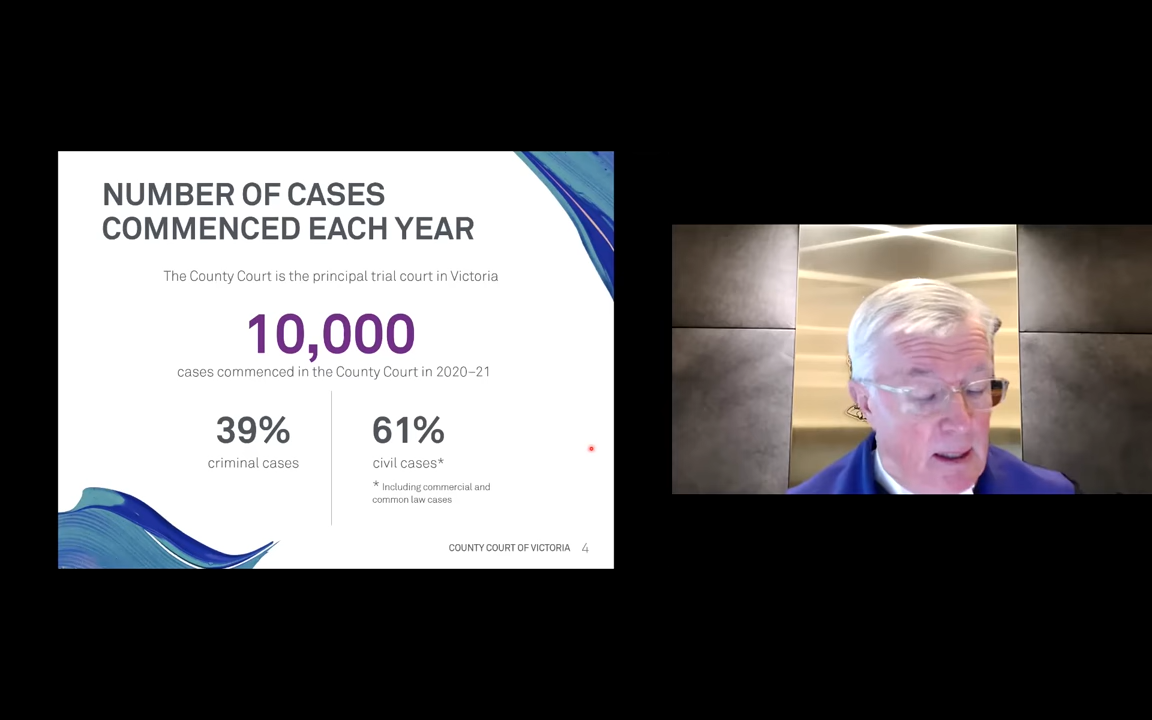 NUMBER OF CASES
COMMENCED EACH YEAR
The County Court is the principal trial court in Victoria
10,000
cases commenced in the County Court in 2020–21
39%
criminal cases
61%
civil cases*
* Including commercial and
common law cases
COUNTY COURT OF VICTORIA 4